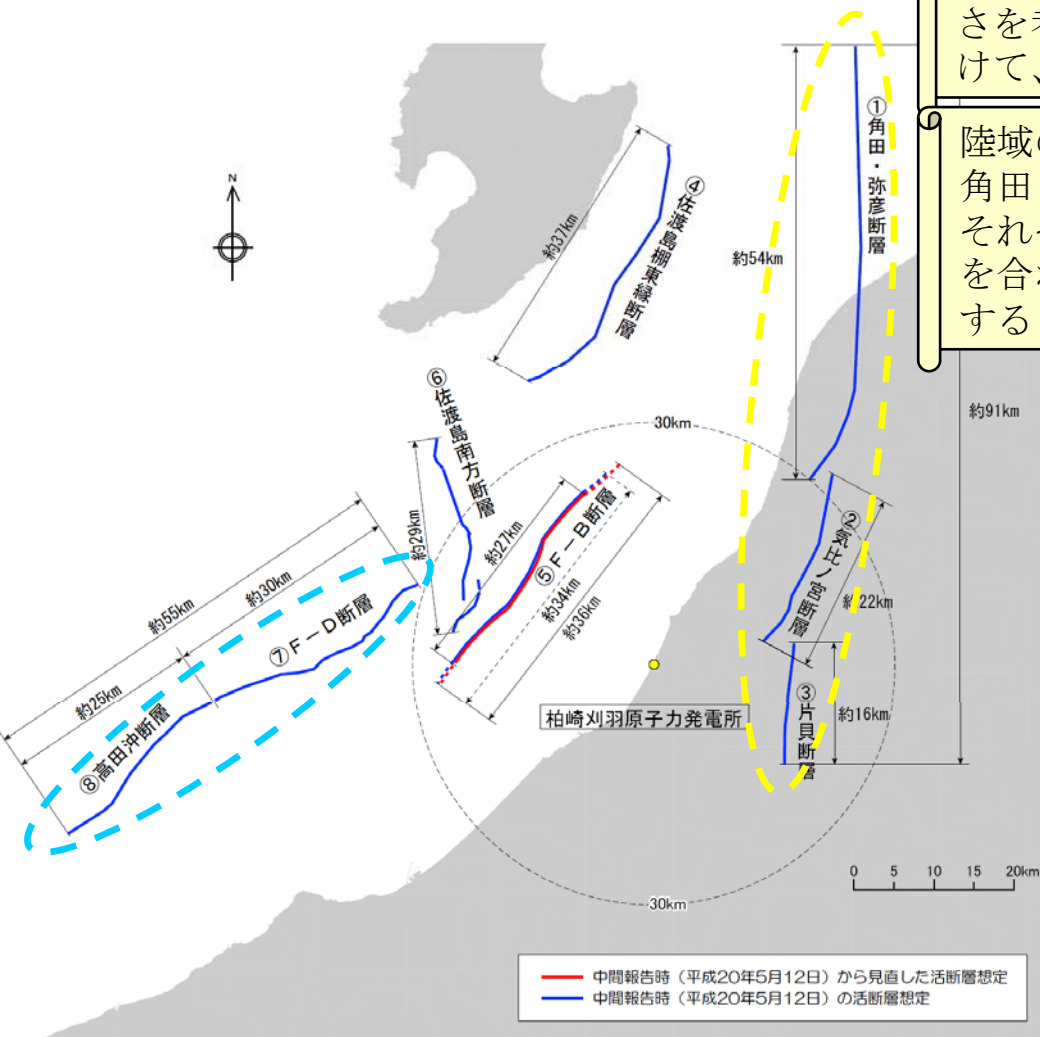 さを考
けて、
陸域の
角田・
それぞ
を合わ
する
N
①角田・弥彦断層
④佐渡島棚東縁断層
約37km
約54km
⑥佐渡島南方断層
30km
約91km
約29km
約27km
⑤F－B断層
②気比ノ宮断層
約22km
約34km
約36km
約55km
約30km
⑦F－D断層
約25km
⑧高田沖断層
③片貝断層
約16km
柏崎刈羽原子力発電所
0 5 10 15 20km
30km
中間報告時（平成20年5月12日）から見直した活断層想定
中間報告時（平成20年5月12日）の活断層想定